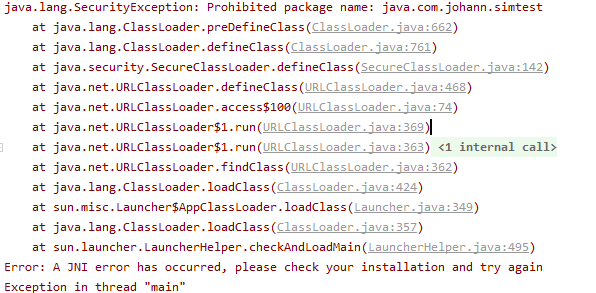 java.lang.SecurityException: Prohibited package name: java.com.johann.simtest
at java.lang.ClassLoader.preDefineClass(ClassLoader.java:662)
at java.lang.ClassLoader.defineClass(ClassLoader.java:761)
at java.security.SecureClassLoader.defineClass(SecureClassLoader.java:142)
at java.net.URLClassLoader.defineClass(URLClassLoader.java:468)
at java.net.URLClassLoader.access$100(URLClassLoader.java:74)
at java.net.URLClassLoader$1.run(URLClassLoader.java:369)
at java.net.URLClassLoader$1.run(URLClassLoader.java:363) <1 internal call>
at java.net.URLClassLoader.findClass(URLClassLoader.java:362)
at java.lang.ClassLoader.loadClass(ClassLoader.java:424)
at sun.misc.Launcher$AppClassLoader.loadClass(Launcher.java:349)
at java.lang.ClassLoader.loadClass(ClassLoader.java:357)
at sun.launcher.LauncherHelper.checkAndLoadMain(LauncherHelper.java:495)
Error: A JNI error has occurred, please check your installation and try again
Exception in thread "main"